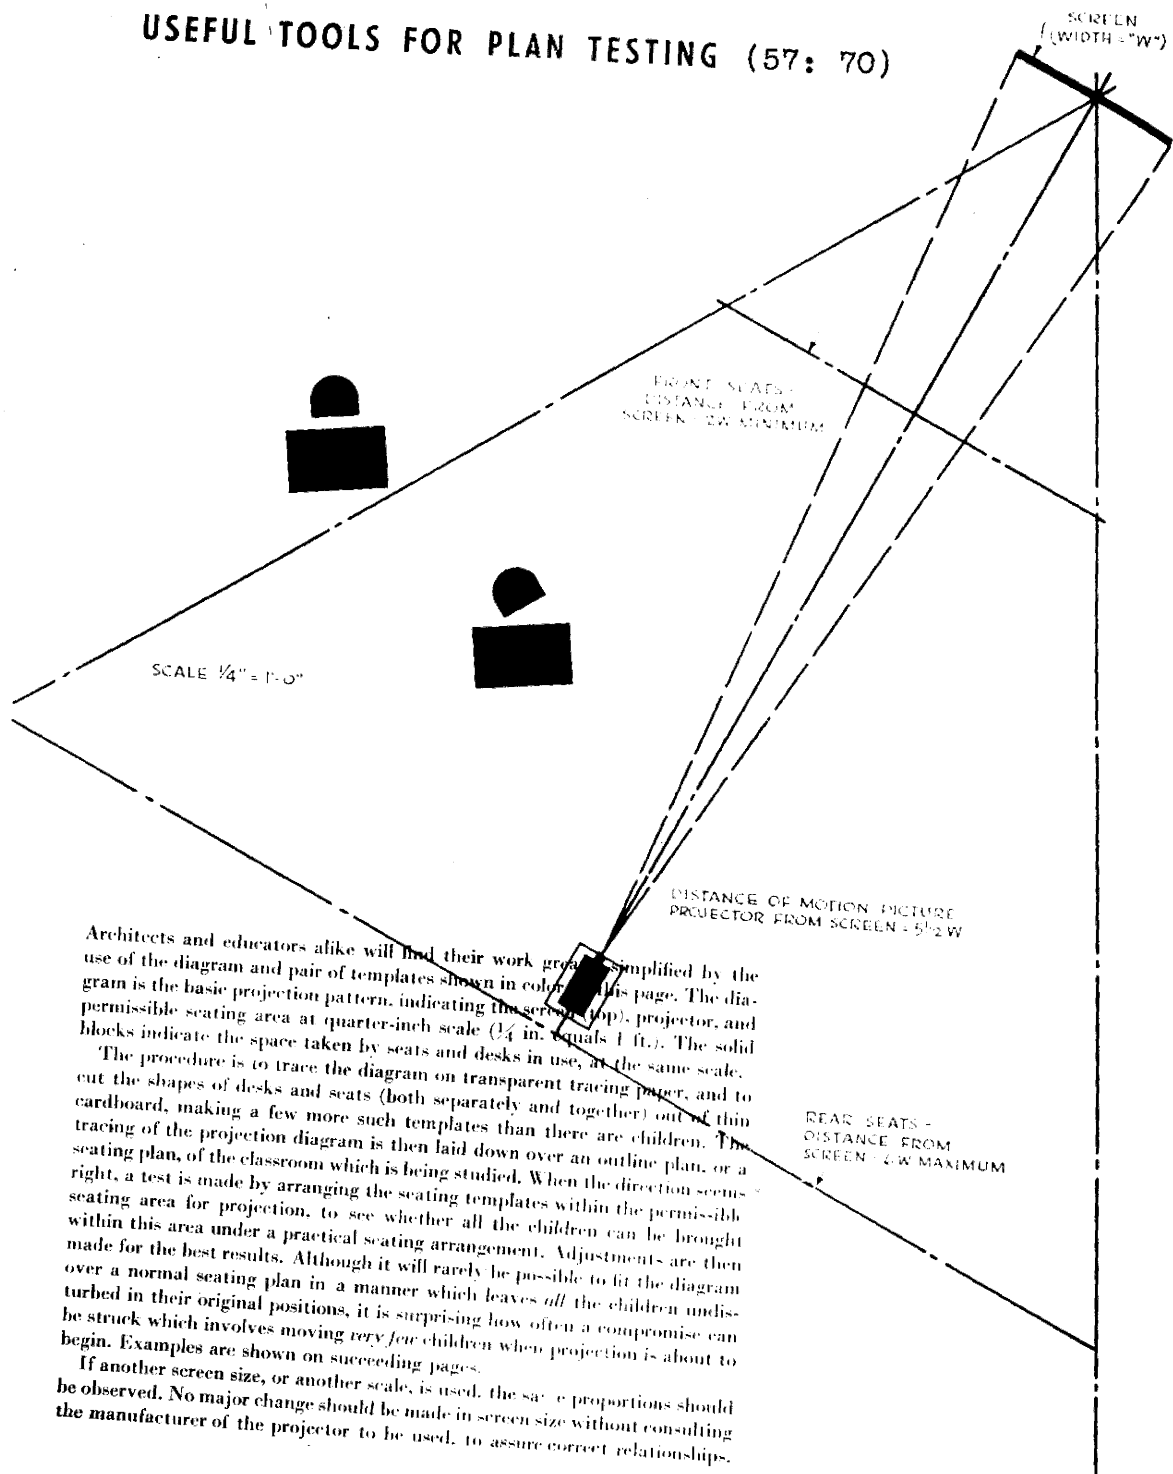 USEFUL TOOLS FOR PLAN TESTING (57: 70)
SCREEN
(WIDTH = "W")
FRONT SEATS -
DISTANCE FROM
SCREEN - 2W MINIMUM
SCALE ¼" = 1'-0"
DISTANCE OF MOTION PICTURE
PROJECTOR FROM SCREEN = 5½ W
Architects and educators alike will find their work simplified by the
use of the diagram and pair of templates shown in color this page. The dia-
gram is the basic projection pattern, indicating the screen (top), projector, and
permissible seating area at quarter-inch scale (¼ in. equals 1 ft.). The solid
blocks indicate the space taken by seats and desks in use, at the same scale.
The procedure is to trace the diagram on transparent tracing paper, and to
cut the shapes of desks and seats (both separately and together) out of thin
cardboard, making a few more such templates than there are children. The
tracing of the projection diagram is then laid down over an outline plan, or a
seating plan, of the classroom which is being studied. When the direction seems
right, a test is made by arranging the seating templates within the permissible
seating area for projection, to see whether all the children can be brought
within this area under a practical seating arrangement. Adjustments are then
made for the best results. Although it will rarely be possible to fit the diagram
over a normal seating plan in a manner which leaves all the children undis-
turbed in their original positions, it is surprising how often a compromise can
be struck which involves moving very few children when projection is about to
begin. Examples are shown on succeeding pages.
If another screen size, or another scale, is used, the same proportions should
be observed. No major change should be made in screen size without consulting
the manufacturer of the projector to be used, to assure correct relationships.
REAR SEATS -
DISTANCE FROM
SCREEN - W MAXIMUM